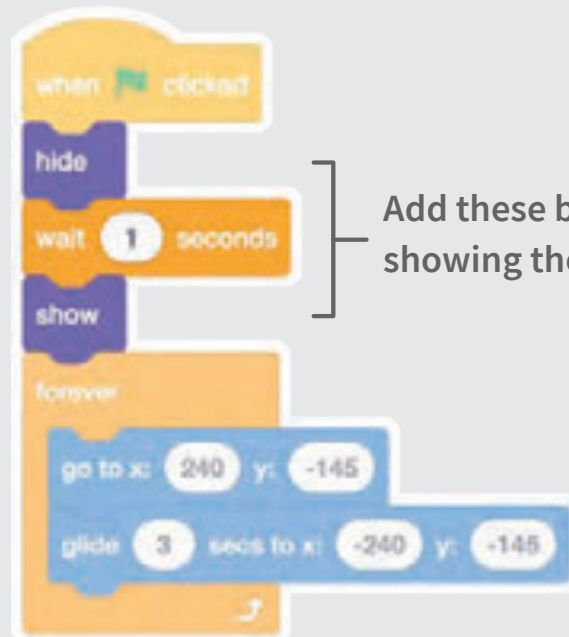 when clicked
hide
wait 1 seconds
show
forever
go to x: 240 y: -145
glide 3 secs to x: -240 y: -145
Add these b
showing the